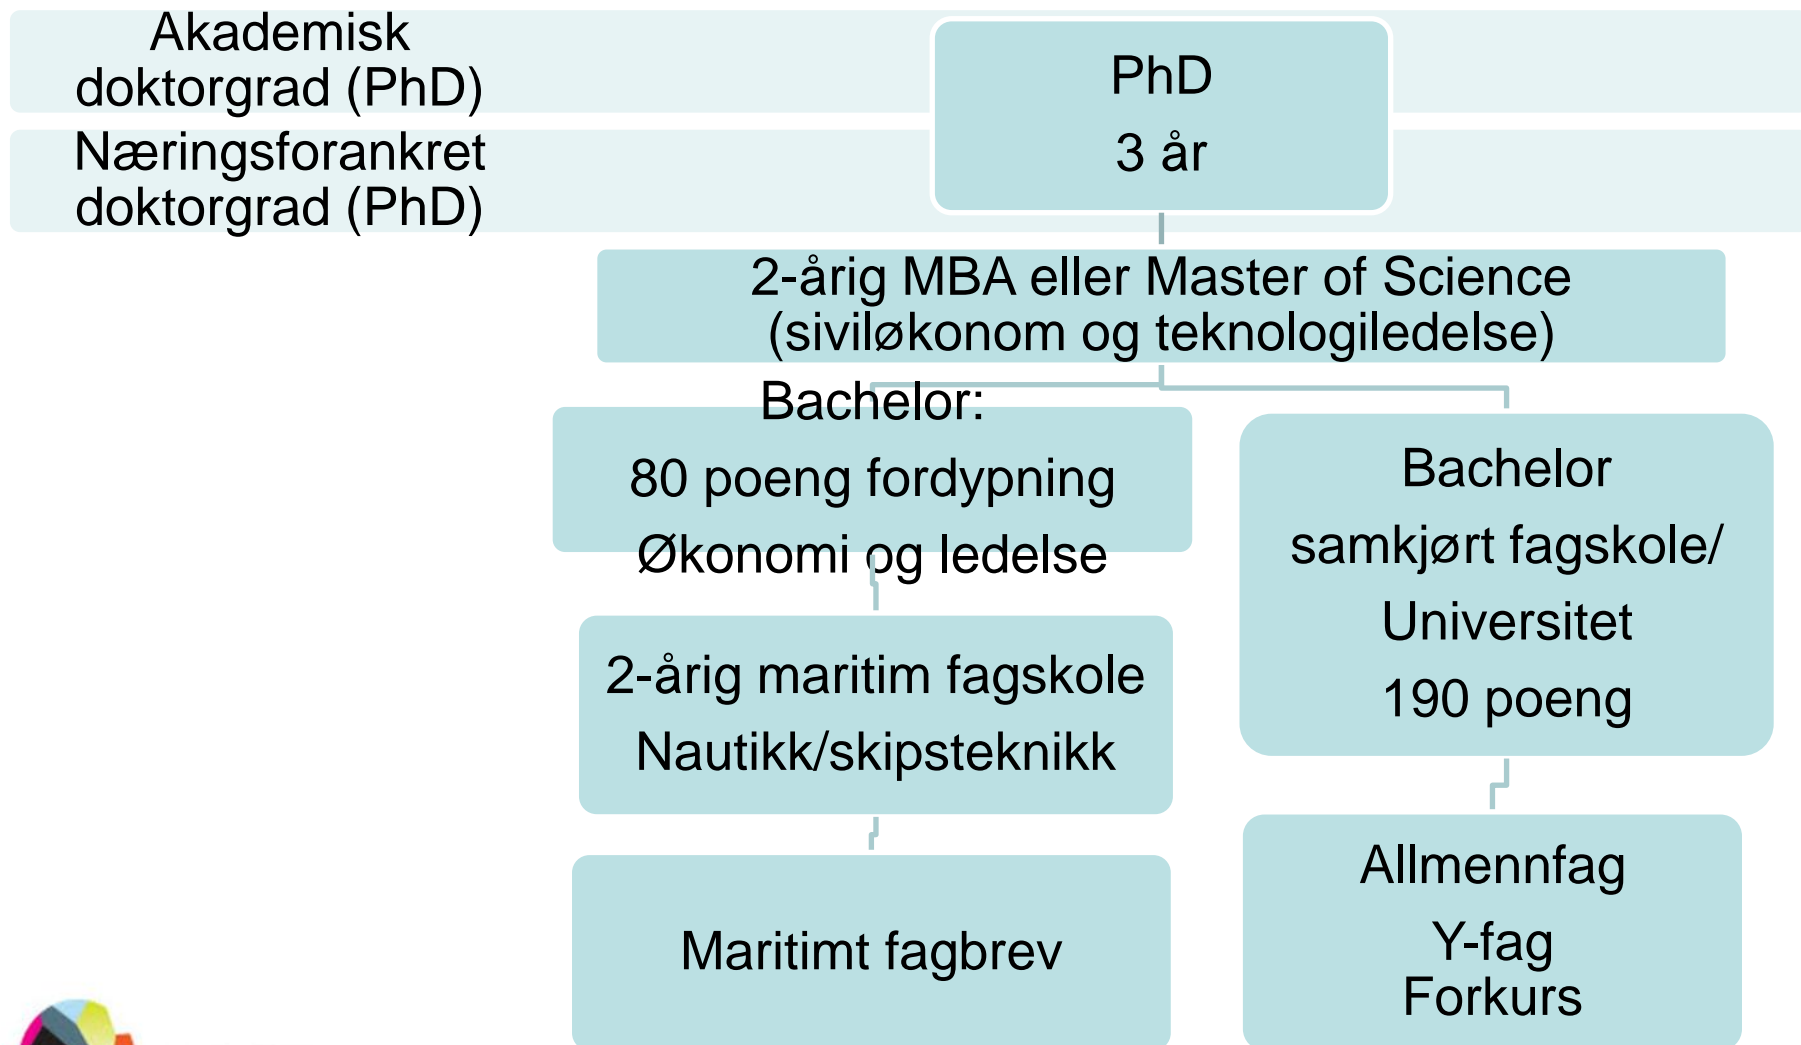 Akademisk
doktorgrad (PhD)
PhD
3 år
Næringsforankret
doktorgrad (PhD)
2-årig MBA eller Master of Science
(siviløkonom og teknologiledelse)
Bachelor:
80 poeng fordypning
Økonomi og ledelse
Bachelor
samkjørt fagskole/
Universitet
190 poeng
2-årig maritim fagskole
Nautikk/skipsteknikk
Maritimt fagbrev
Allmennfag
Y-fag
Forkurs